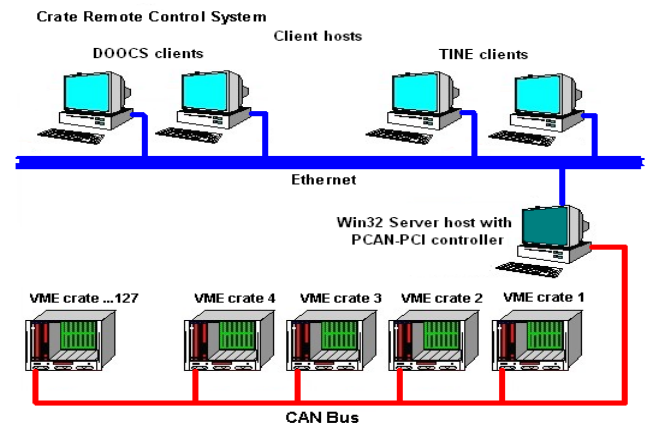 Crate Remote Control System
Client hosts
DOOCS clients
TINE clients
Ethernet
Win32 Server host with
PCAN-PCI controller
VME crate ...127
VME crate 4
VME crate 3
VME crate 2
VME crate 1
CAN Bus